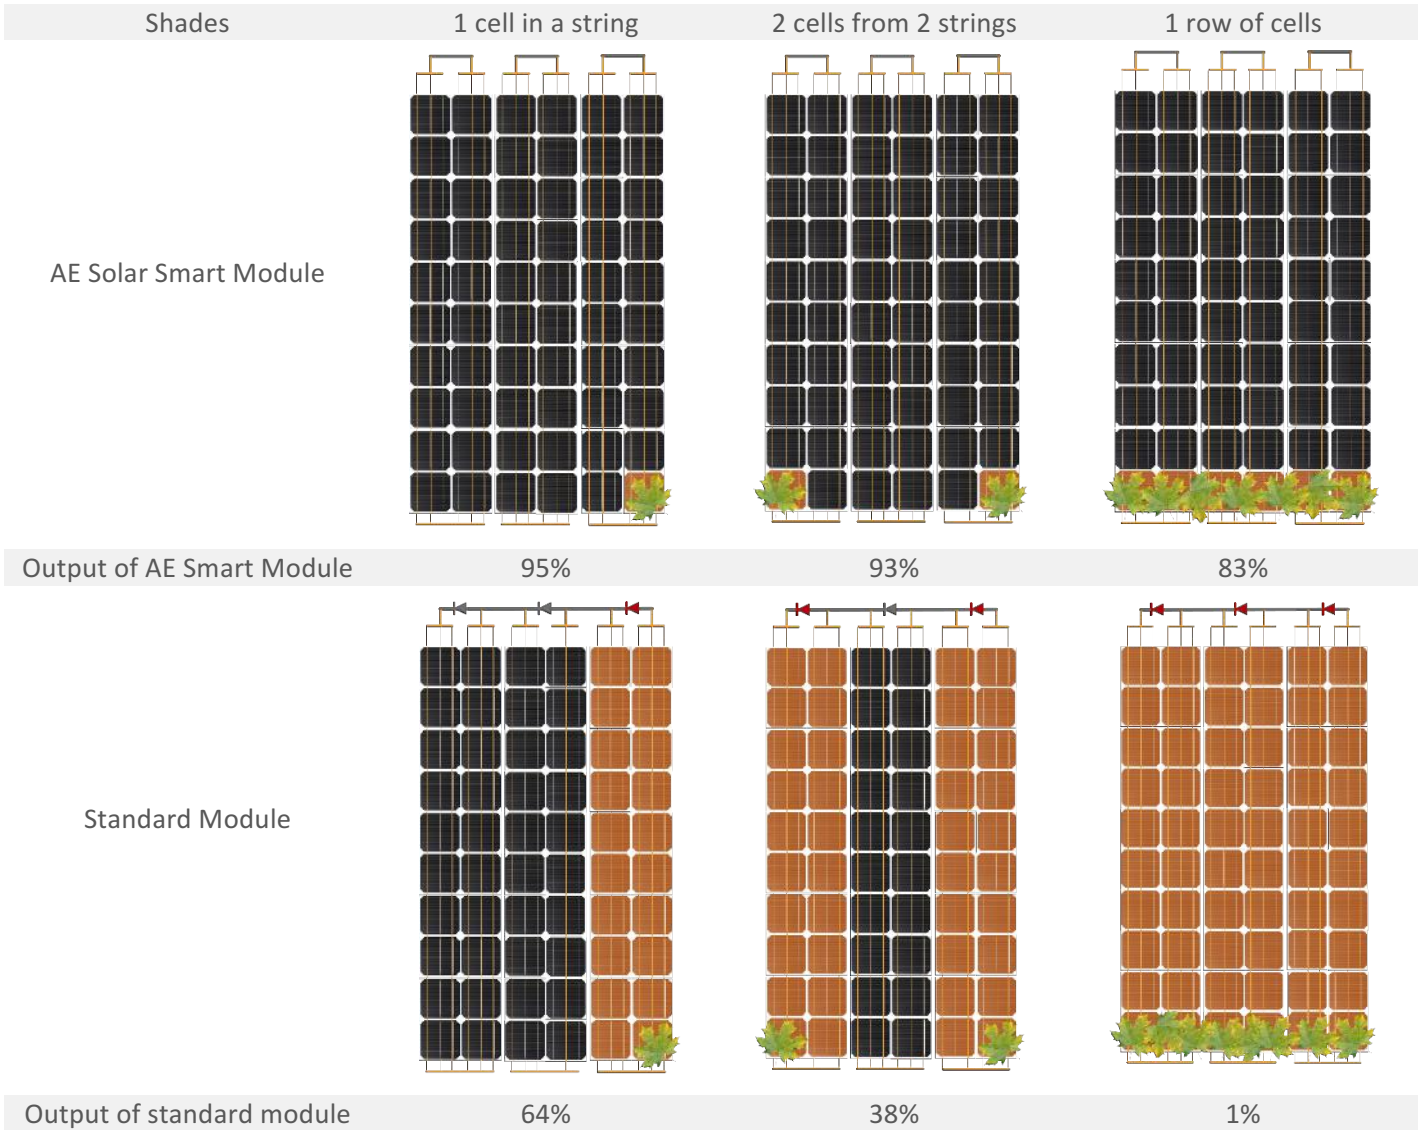 Shades 1 cell in a string 2 cells from 2 strings 1 row of cells
AE Solar Smart Module
Output of AE Smart Module 95% 93% 83%
Standard Module
Output of standard module 64% 38% 1%